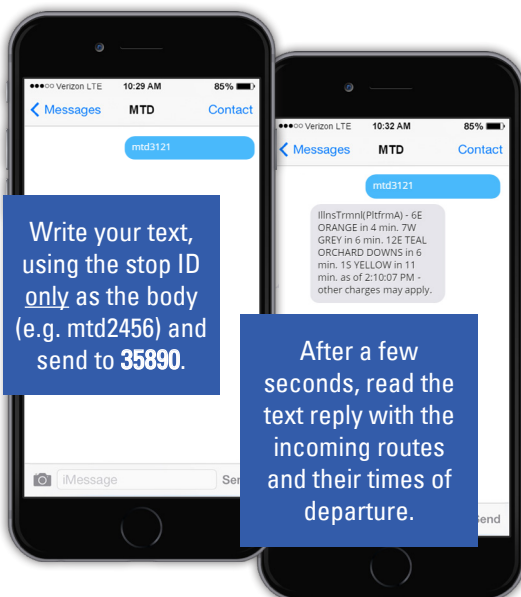 Verizon LTE 10:29 AM 85%
Messages MTD Contact
mtd3121
Write your text,
using the stop ID
only as the body
(e.g. mtd2456) and
send to 35890.
iMessage
Verizon LTE 10:32 AM 85%
Messages MTD Contact
mtd3121
IllnsTrmnl(PltfrmA) - 6E
ORANGE in 4 min. 7W
GREY in 6 min. 12E TEAL
ORCHARD DOWNS in 6
min. 1S YELLOW in 11
min. as of 2:10:07 PM -
other charges may apply.
After a few
seconds, read the
text reply with the
incoming routes
and their times of
departure.